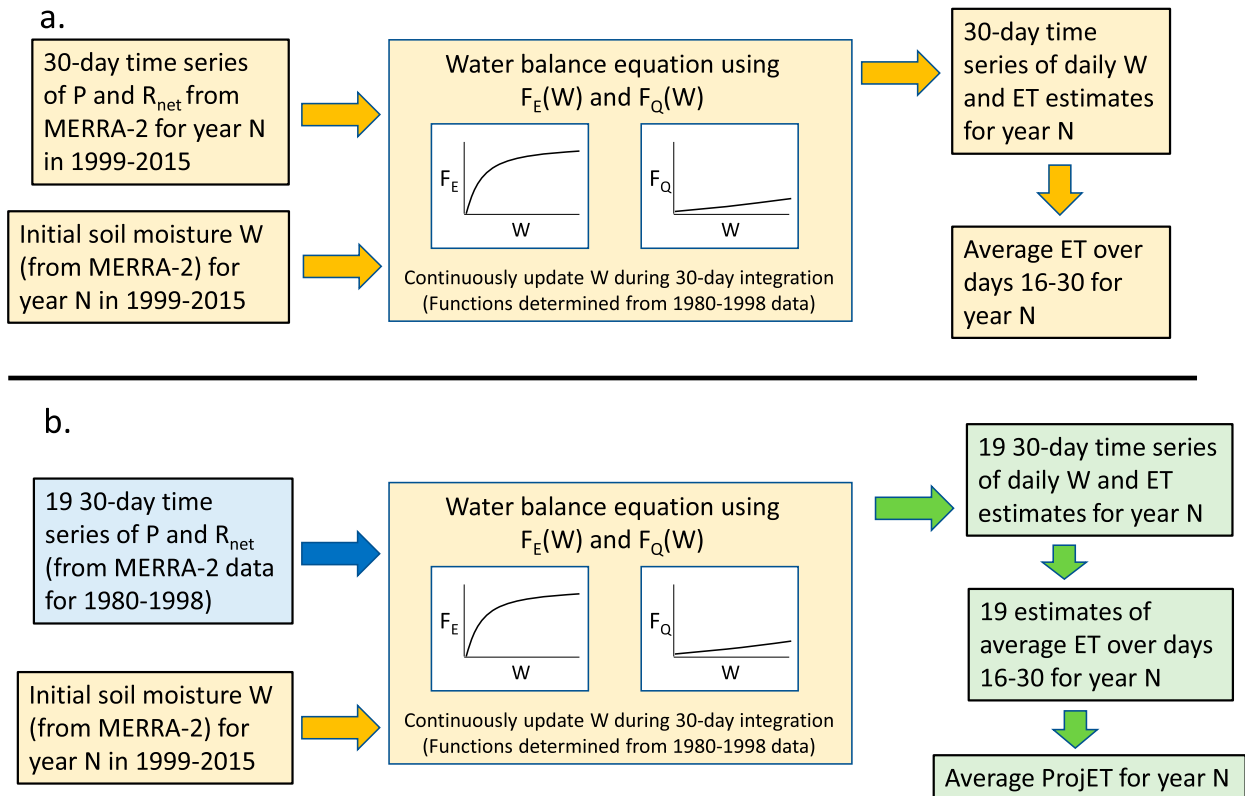 a.
30-day time series
of P and Rnet from
MERRA-2 for year N
in 1999-2015
Initial soil moisture W
(from MERRA-2) for
year N in 1999-2015
Water balance equation using
FE(W) and FQ(W)
FE
W
FQ
W
Continuously update W during 30-day integration
(Functions determined from 1980-1998 data)
30-day time
series of daily W
and ET estimates
for year N
Average ET over
days 16-30 for
year N
b.
19 30-day time
series of P and Rnet
(from MERRA-2 data
for 1980-1998)
Initial soil moisture W
(from MERRA-2) for
year N in 1999-2015
Water balance equation using
FE(W) and FQ(W)
FE
W
FQ
W
Continuously update W during 30-day integration
(Functions determined from 1980-1998 data)
19 30-day time series
of daily W and ET
estimates for year N
19 estimates of
average ET over days
16-30 for year N
Average ProjET for year N